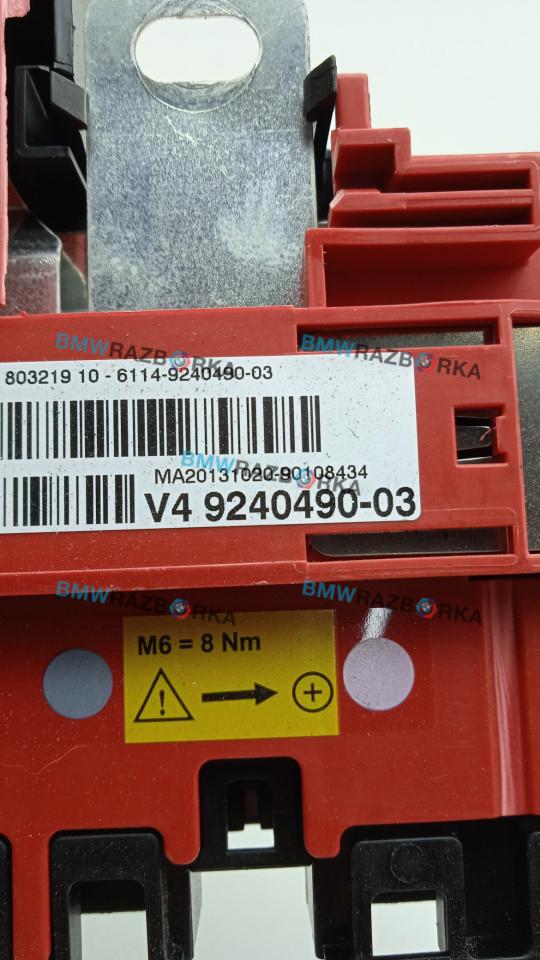 BMWRAZBORKA BMWRAZBORKA
803219 10 - 6114-9240490-03
BMWRAZBORKA
MA20131020-90108434
V4 9240490-03
BMWRAZBORKA BMWRAZBORKA
M6 = 8 Nm